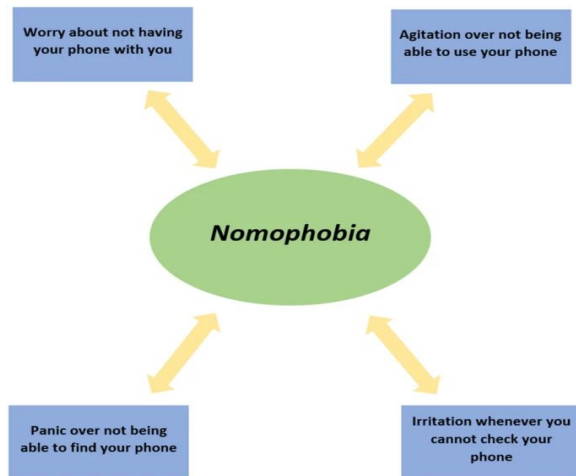 Worry about not having
your phone with you
Agitation over not being
able to use your phone
Nomophobia
Panic over not being
able to find your phone
Irritation whenever you
cannot check your
phone